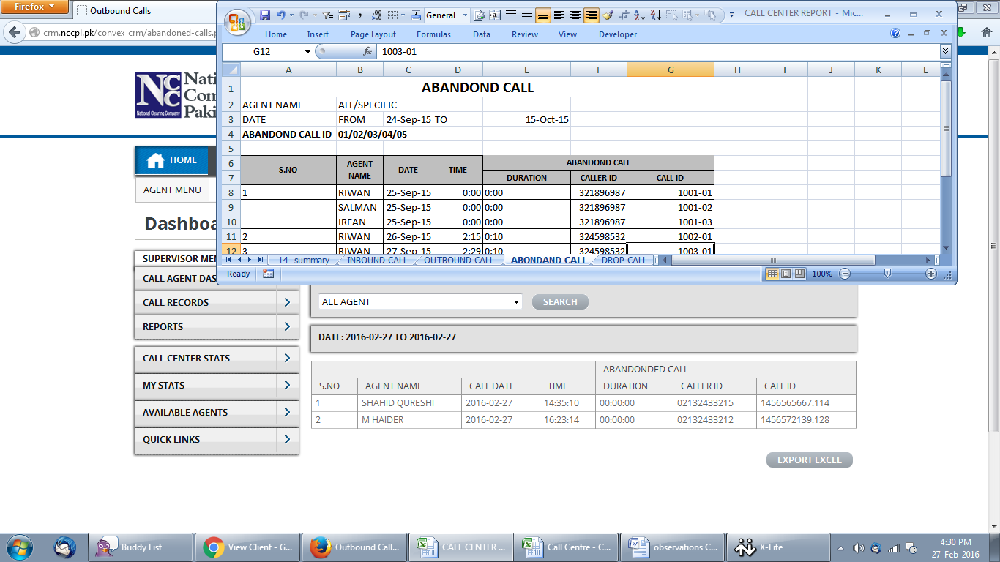 Firefox
Outbound Calls
crm.nccpl.pk/convex_crm/abandoned-calls.p
General
CALL CENTER REPORT - Mic...
Home Insert Page Layout Formulas Data Review View Developer
G12 fx 1003-01
A B C D E F G H I J K L
1 ABANDOND CALL
2 AGENT NAME ALL/SPECIFIC
3 DATE FROM 24-Sep-15 TO 15-Oct-15
4 ABANDOND CALL ID 01/02/03/04/05
5
6 S.NO AGENT NAME DATE TIME ABANDOND CALL
7 DURATION CALLER ID CALL ID
8 1 RIWAN 25-Sep-15 0:00 0:00 321896987 1001-01
9 SALMAN 25-Sep-15 0:00 0:00 321896987 1001-02
10 IRFAN 25-Sep-15 0:00 0:00 321896987 1001-03
11 2 RIWAN 26-Sep-15 2:15 0:10 324598532 1002-01
12 3 RIWAN 27-Sep-15 2:29 0:10 324598532 1003-01
14- summary INBOUND CALL OUTBOUND CALL ABONDAND CALL DROP CALL
Ready 100%
NCC
National Clearing Company
Nati
Con
Paki
HOME
AGENT MENU
Dashboa
SUPERVISOR MEN
CALL AGENT DAS
CALL RECORDS
REPORTS
CALL CENTER STATS
MY STATS
AVAILABLE AGENTS
QUICK LINKS
ALL AGENT SEARCH
DATE: 2016-02-27 TO 2016-02-27
ABANDONDED CALL
S.NO AGENT NAME CALL DATE TIME DURATION CALLER ID CALL ID
1 SHAHID QURESHI 2016-02-27 14:35:10 00:00:00 02132433215 1456565667.114
2 M HAIDER 2016-02-27 16:23:14 00:00:00 02132433212 1456572139.128
EXPORT EXCEL
Buddy List
View Client - G...
Outbound Call...
CALL CENTER ...
Call Centre - C...
observations C...
X-Lite
4:30 PM
27-Feb-2016